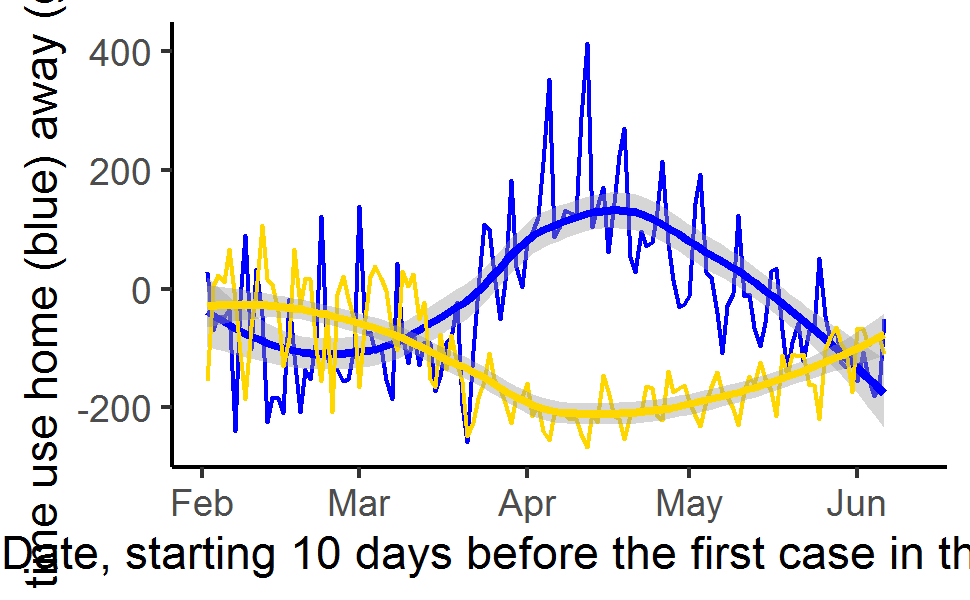 time use home (blue) away (
400
200
0
-200
Feb Mar Apr May Jun
Date, starting 10 days before the first case in th